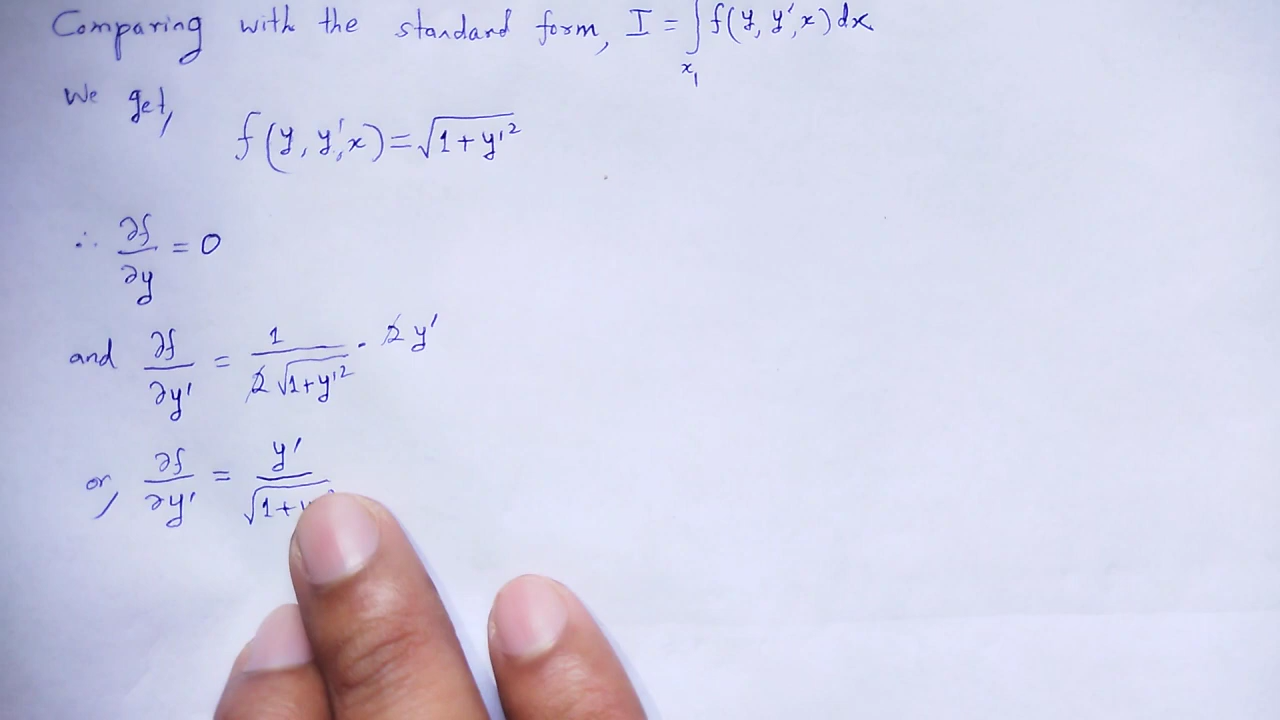 Comparing with the standard form, I = ∫_{x₁} f(y, y', x) dx
We get,
f(y, y', x) = √(1 + y'²)
∴ ∂f/∂y = 0
and ∂f/∂y' = 1/(2√(1+y'²)) · 2y'
or, ∂f/∂y' = y'/√(1+y